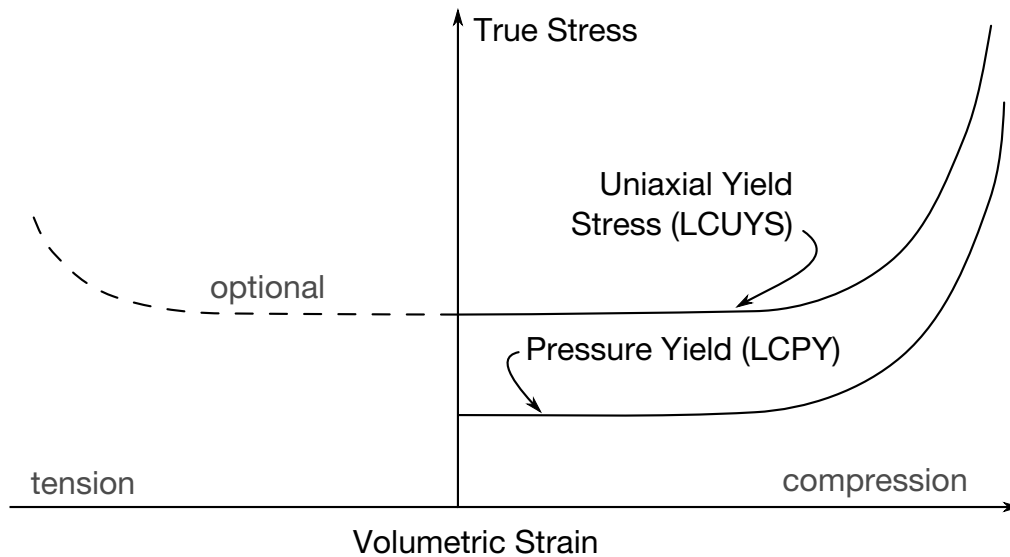 True Stress
Uniaxial Yield
Stress (LCUYS)
optional
Pressure Yield (LCPY)
tension
compression
Volumetric Strain